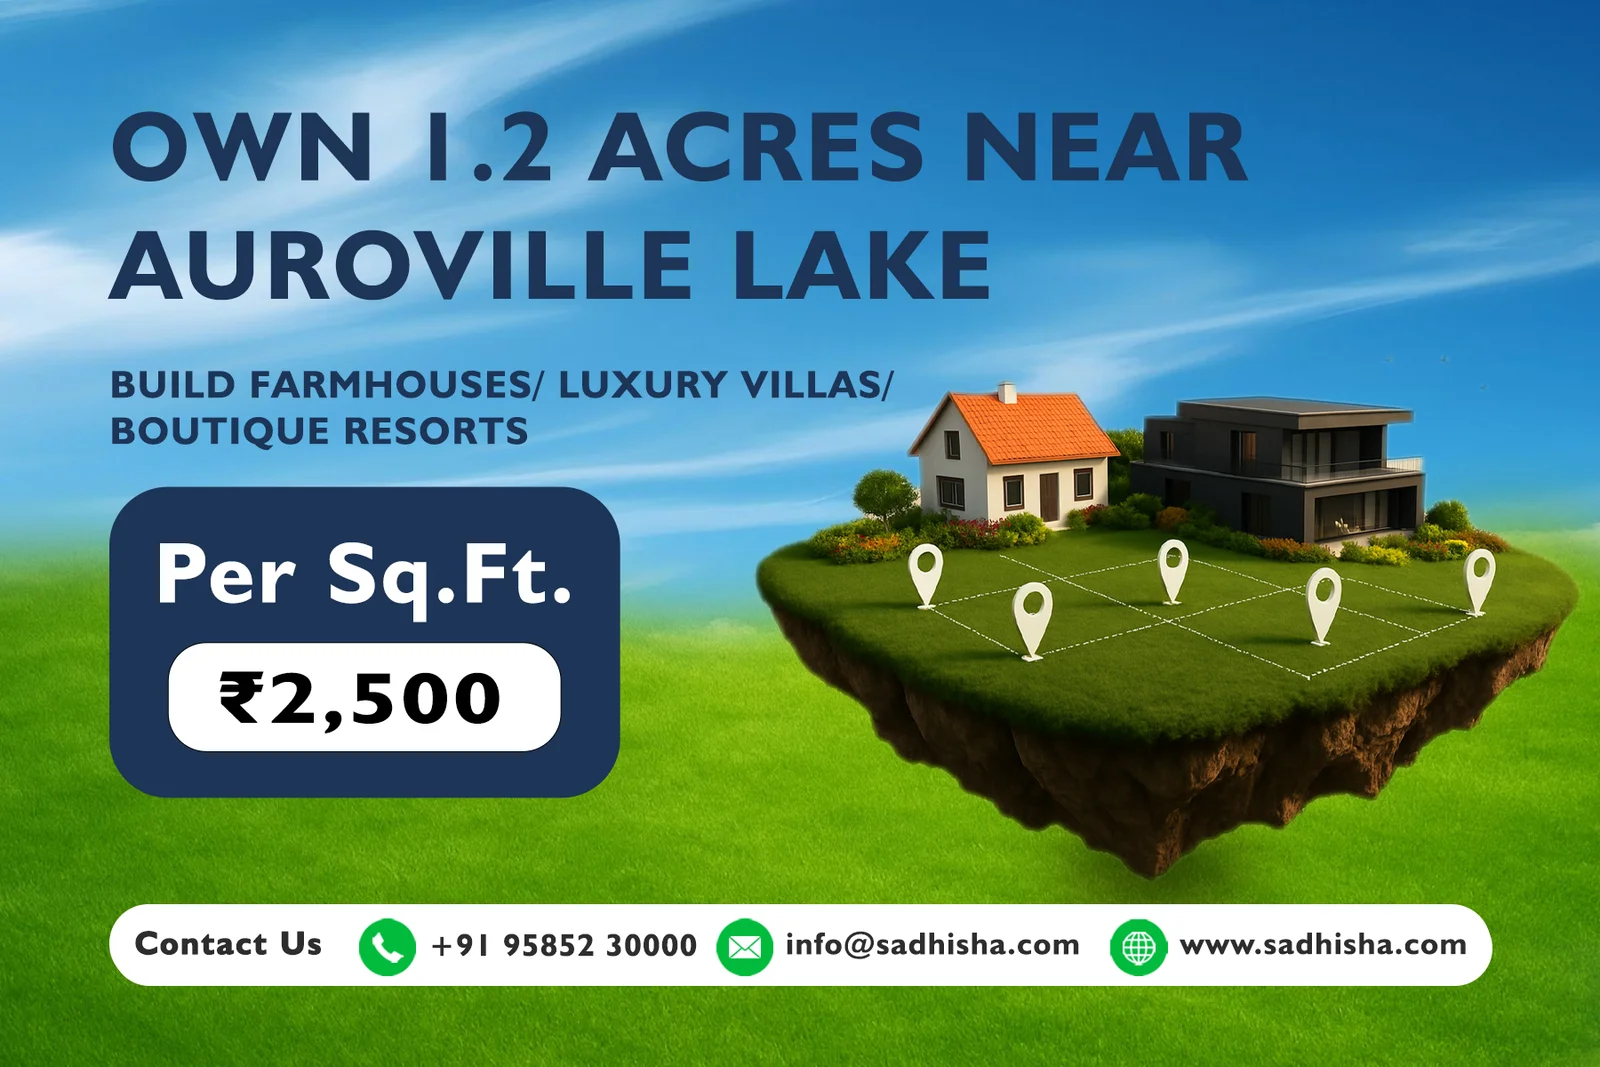 OWN 1.2 ACRES NEAR
AUROVILLE LAKE
BUILD FARMHOUSES/ LUXURY VILLAS/
BOUTIQUE RESORTS
Per Sq.Ft.
₹2,500
Contact Us +91 95852 30000 info@sadhisha.com www.sadhisha.com